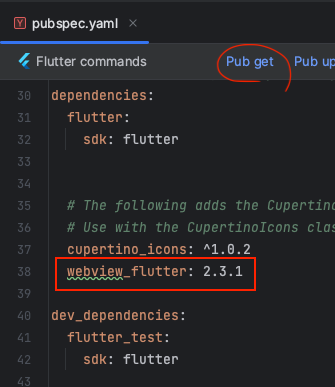 pubspec.yaml
Flutter commands Pub get Pub up
30 dependencies:
31 flutter:
32 sdk: flutter
33
34
35 # The following adds the Cupertino
36 # Use with the CupertinoIcons clas
37 cupertino_icons: ^1.0.2
38 webview_flutter: 2.3.1
39
40 dev_dependencies:
41 flutter_test:
42 sdk: flutter
43